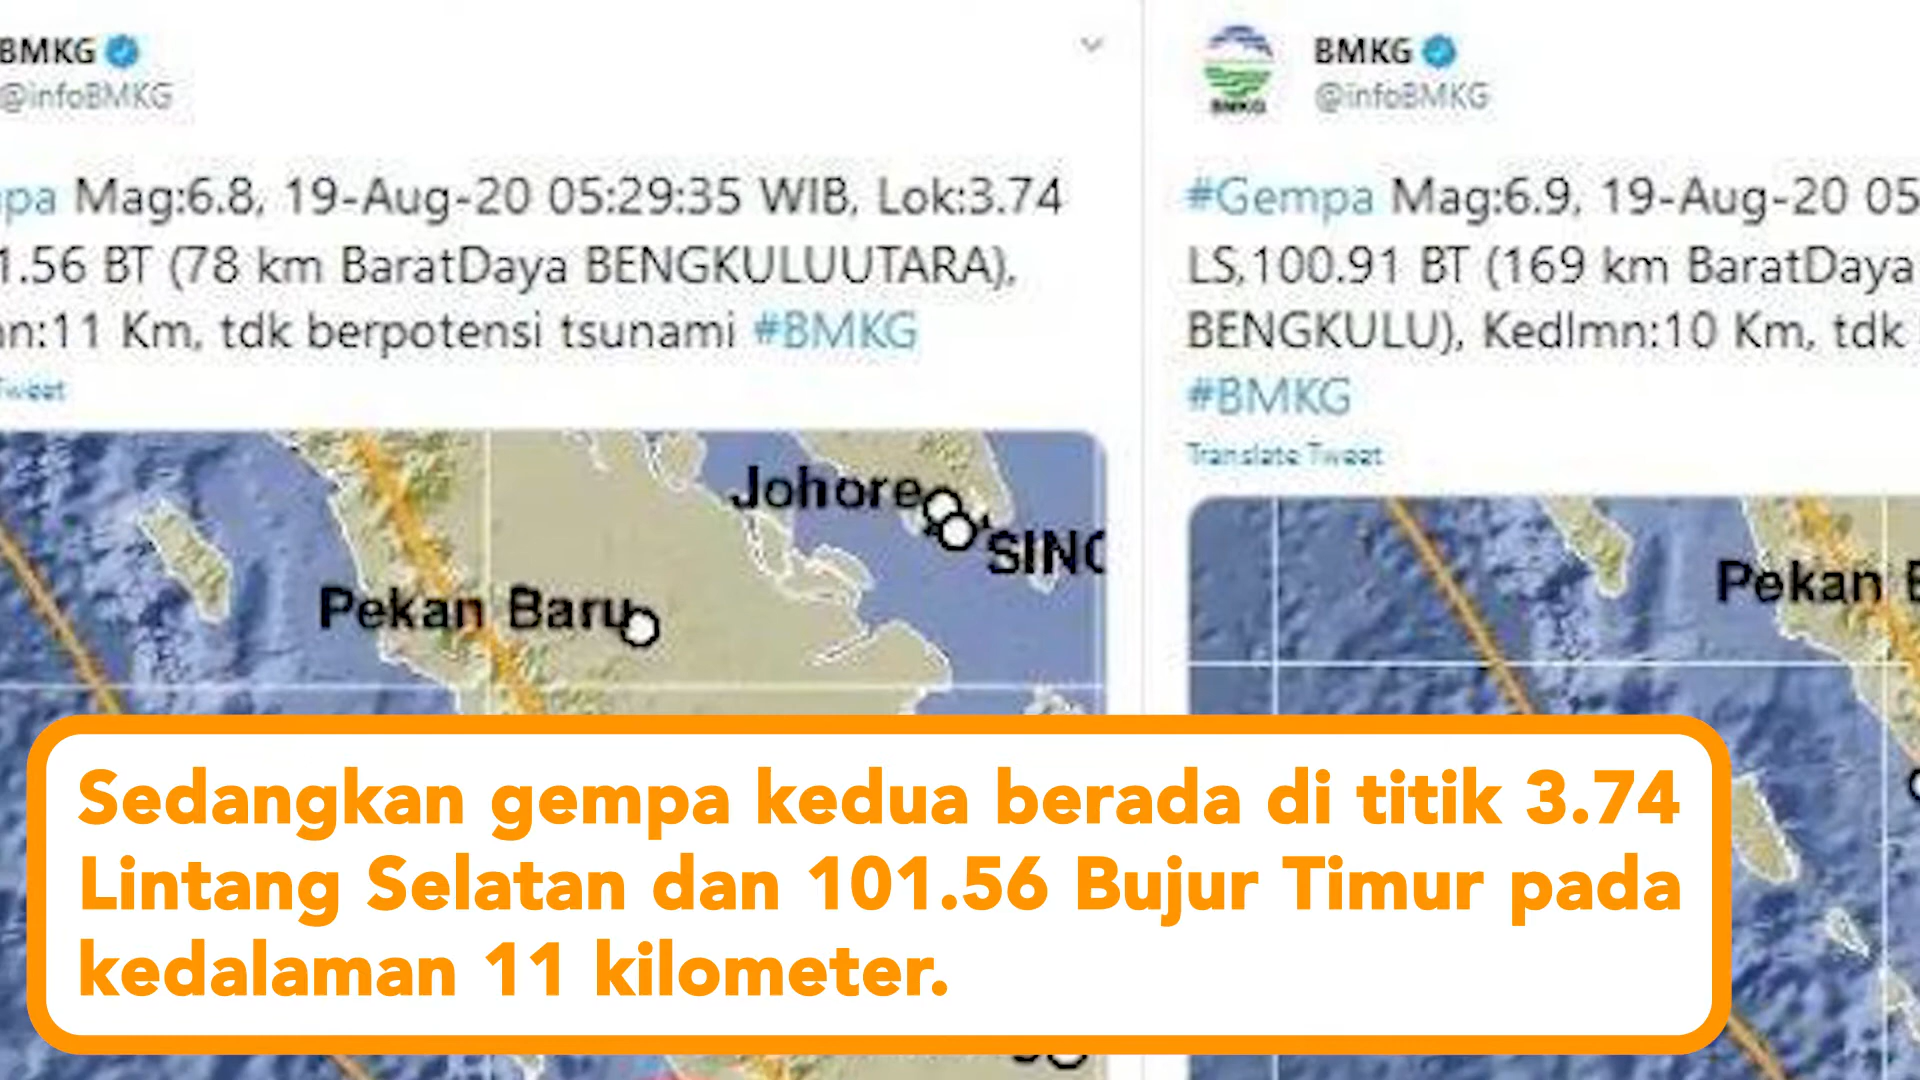 BMKG
@infoBMKG
pa Mag:6.8, 19-Aug-20 05:29:35 WIB, Lok:3.74
1.56 BT (78 km BaratDaya BENGKULUUTARA),
n:11 Km, tdk berpotensi tsunami #BMKG
Tweet
Johore
SING
Pekan Baru
BMKG
BMKG
@infoBMKG
#Gempa Mag:6.9, 19-Aug-20 05
LS,100.91 BT (169 km BaratDaya
BENGKULU), Kedlmn:10 Km, tdk
#BMKG
Translate Tweet
Pekan B
Sedangkan gempa kedua berada di titik 3.74
Lintang Selatan dan 101.56 Bujur Timur pada
kedalaman 11 kilometer.